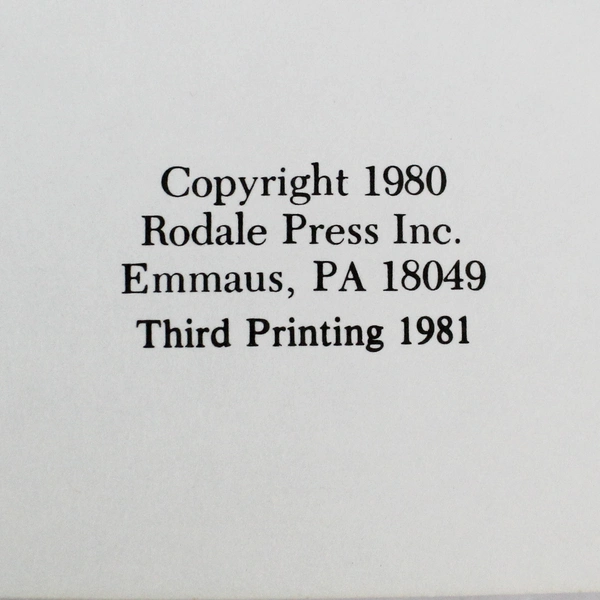 Copyright 1980
Rodale Press Inc.
Emmaus, PA 18049
Third Printing 1981